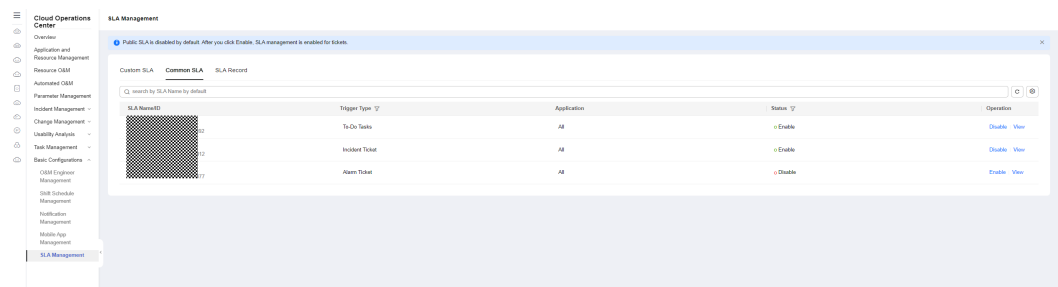 Cloud Operations
Center
Overview
Application and
Resource Management
Resource O&M
Automated O&M
Parameter Management
Incident Management
Change Management
Usability Analysis
Task Management
Basic Configurations
O&M Engineer
Management
Shift Schedule
Management
Notification
Management
Mobile App
Management
SLA Management
SLA Management
Public SLA is disabled by default. After you click Enable, SLA management is enabled for tickets.
Custom SLA Common SLA SLA Record
search by SLA Name by default
SLA Name/ID Trigger Type Application Status Operation
92 To-Do Tasks All Enable Disable View
912 Incident Ticket All Enable Disable View
377 Alarm Ticket All Disable Enable View